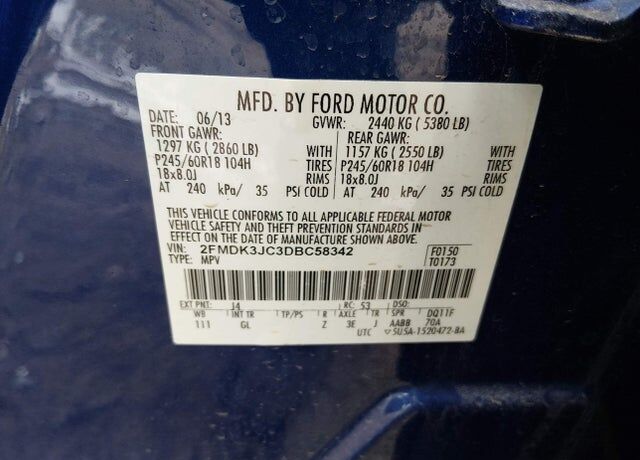 MFD. BY FORD MOTOR CO.
DATE: 06/13 GVWR: 2440 KG ( 5380 LB)
FRONT GAWR: REAR GAWR:
1297 KG ( 2860 LB) WITH 1157 KG ( 2550 LB) WITH
P245/60R18 104H TIRES P245/60R18 104H TIRES
18x8.0J RIMS 18x8.0J RIMS
AT 240 kPa/ 35 PSI COLD AT 240 kPa/ 35 PSI COLD
THIS VEHICLE CONFORMS TO ALL APPLICABLE FEDERAL MOTOR
VEHICLE SAFETY AND THEFT PREVENTION STANDARDS IN
EFFECT ON THE DATE OF MANUFACTURE SHOWN ABOVE.
VIN: 2FMDK3JC3DBC58342 F0150
TYPE: MPV T0173
EXT PNT: J4 RC: 53 DSO:
WB INT TR TP/PS R AXLE TR SPR DQ11F
111 GL Z 3E J AABB 70A
UTC ▽5U5A-1520472-BA